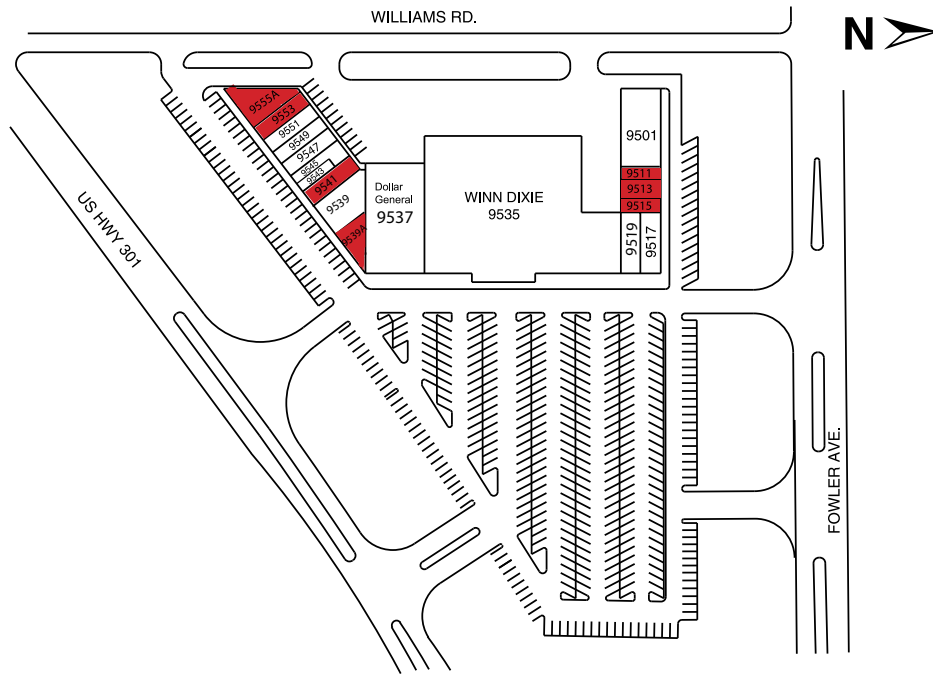 WILLIAMS RD.
N
9555A
9553
9551
9549
9547
9545
9543
9541
9539
9539A
Dollar
General
9537
WINN DIXIE
9535
9501
9511
9513
9515
9519
9517
US HWY 301
FOWLER AVE.